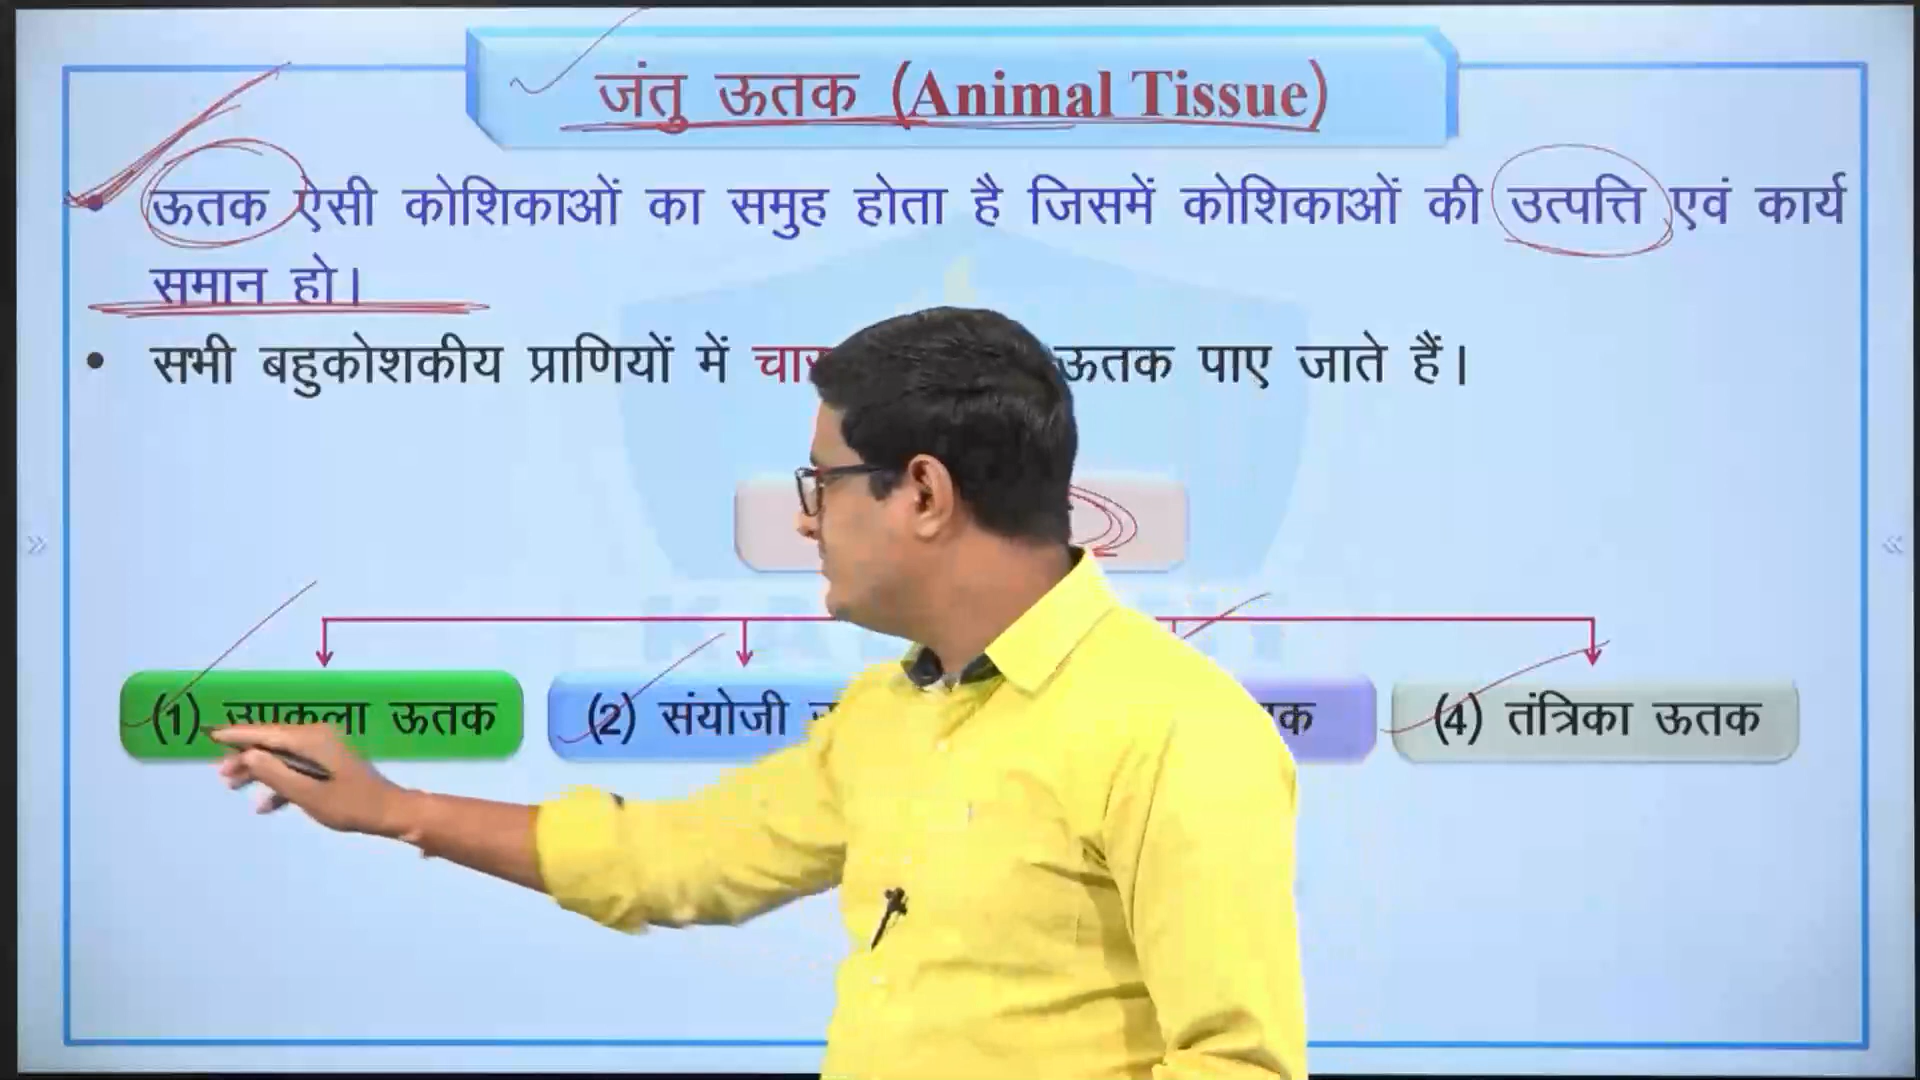 जंतु ऊतक (Animal Tissue)
ऊतक ऐसी कोशिकाओं का समुह होता है जिसमें कोशिकाओं की उत्पत्ति एवं कार्य
समान हो।
• सभी बहुकोशकीय प्राणियों में ऊतक पाए जाते हैं।
(1) उपकला ऊतक
(2) संयोजी
(4) तंत्रिका ऊतक